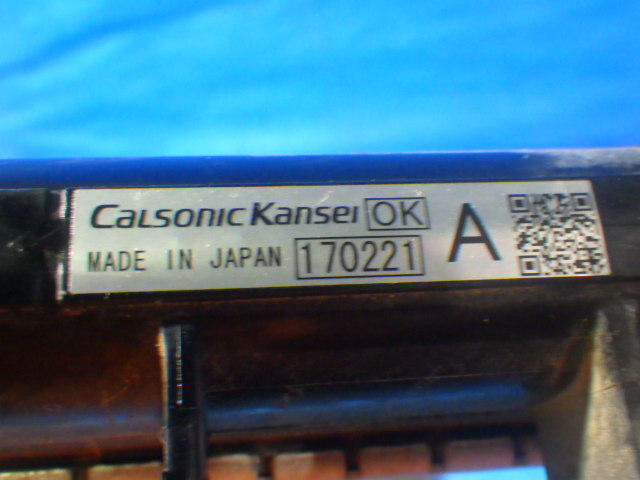 CalsonicKansei OK
MADE IN JAPAN 170221 A